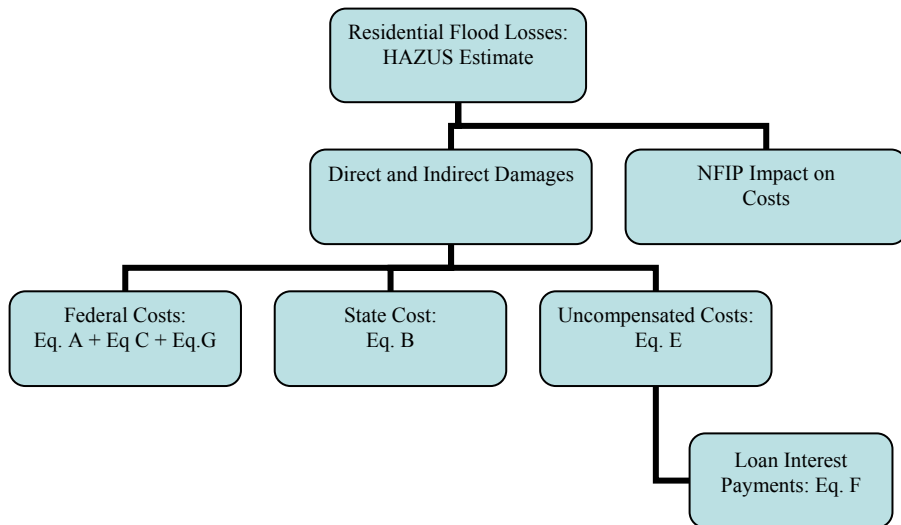 Residential Flood Losses:
HAZUS Estimate
Direct and Indirect Damages
NFIP Impact on
Costs
Federal Costs:
Eq. A + Eq C + Eq.G
State Cost:
Eq. B
Uncompensated Costs:
Eq. E
Loan Interest
Payments: Eq. F